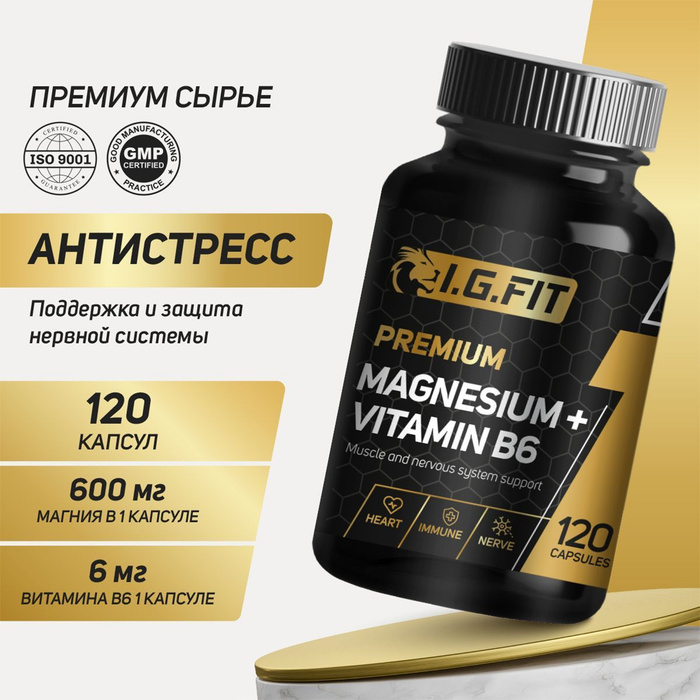 ПРЕМИУМ СЫРЬЕ
CERTIFIED
ISO 9001
GUARANTEE
GOOD MANUFACTURING
GMP
CERTIFIED
PRACTICE
АНТИСТРЕСС
Поддержка и защита
нервной системы
120
КАПСУЛ
600 мг
МАГНИЯ В 1 КАПСУЛЕ
6 мг
ВИТАМИНА B6 1 КАПСУЛЕ
I.G.FIT
PREMIUM
MAGNESIUM +
VITAMIN B6
Muscle and nervous system support
HEART
IMMUNE
NERVE
120
CAPSULES